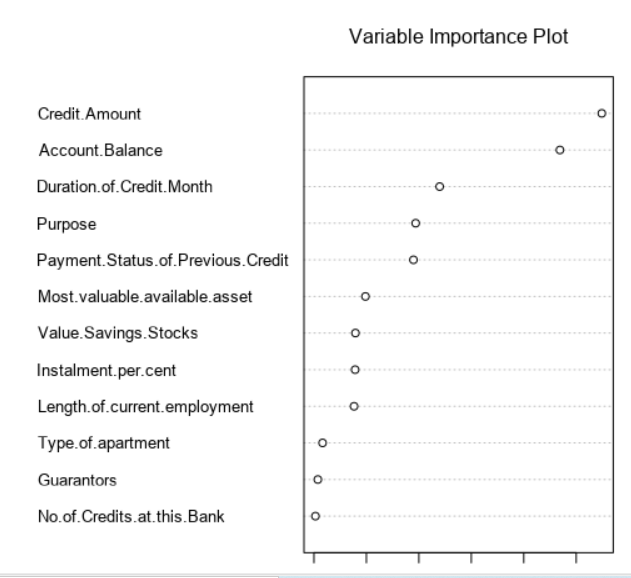 Variable Importance Plot
Credit.Amount
Account.Balance
Duration.of.Credit.Month
Purpose
Payment.Status.of.Previous.Credit
Most.valuable.available.asset
Value.Savings.Stocks
Instalment.per.cent
Length.of.current.employment
Type.of.apartment
Guarantors
No.of.Credits.at.this.Bank